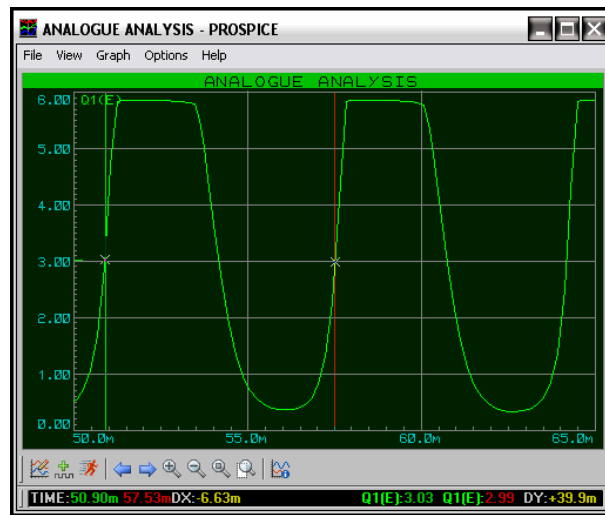 ANALOGUE ANALYSIS - PROSPICE
File View Graph Options Help
ANALOGUE ANALYSIS
6.00 Q1(E)
5.00
4.00
3.00
2.00
1.00
0.00
50.0m 55.0m 60.0m 65.0m
TIME:50.90m 57.53m DX:-6.63m Q1(E):3.03 Q1(E):2.99 DY:+39.9m